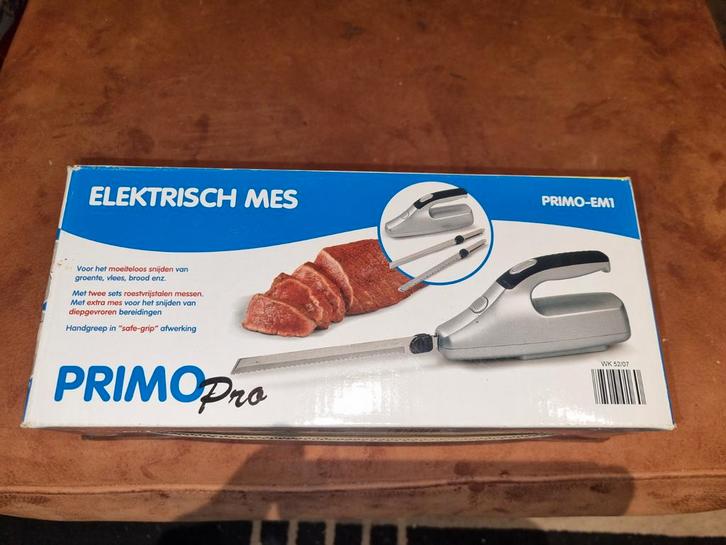 ELEKTRISCH MES
PRIMO-EM1
Voor het moeiteloos snijden van
groente, vlees, brood enz.
Met twee sets roestvrijstalen messen.
Met extra mes voor het snijden van
diepgevroren bereidingen
Handgreep in "safe-grip" afwerking
PRIMO Pro
WK 52/07